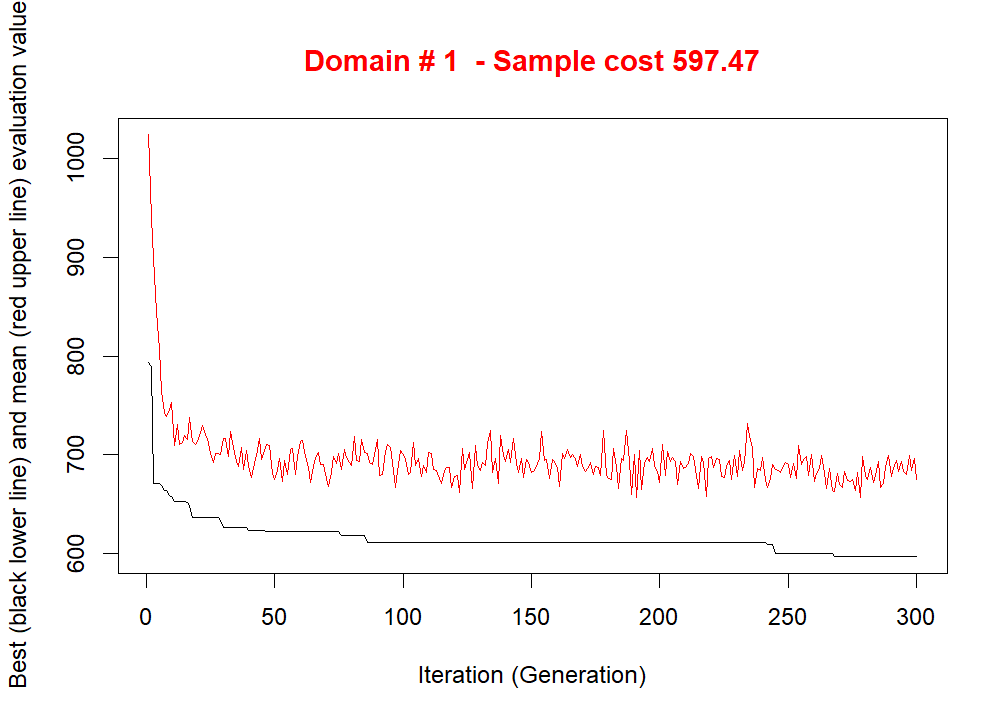 Domain # 1  - Sample cost 597.47
Best (black lower line) and mean (red upper line) evaluation value
1000
900
800
700
600
0 50 100 150 200 250 300
Iteration (Generation)